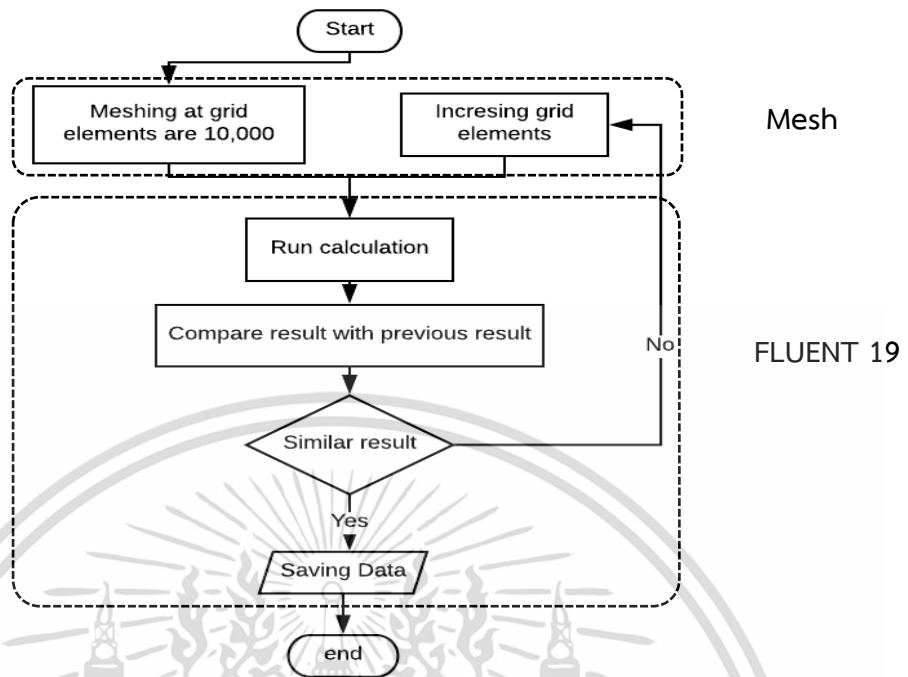 Start
Meshing at grid
elements are 10,000
Incresing grid
elements
Mesh
Run calculation
Compare result with previous result
No
FLUENT 19
Similar result
Yes
Saving Data
end